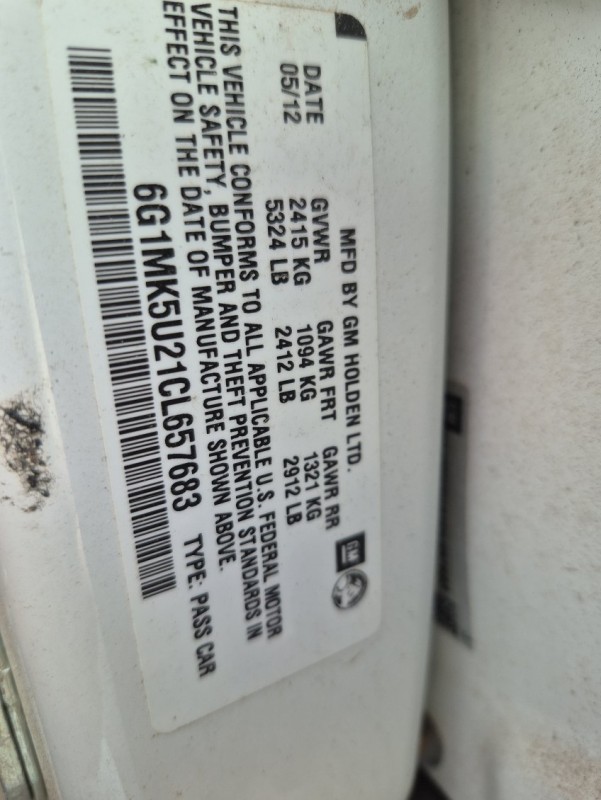 MFD BY GM HOLDEN LTD.
GM
DATE GVWR GAWR FRT GAWR RR
05/12 2415 KG 1094 KG 1321 KG
5324 LB 2412 LB 2912 LB
THIS VEHICLE CONFORMS TO ALL APPLICABLE U.S. FEDERAL MOTOR
VEHICLE SAFETY, BUMPER AND THEFT PREVENTION STANDARDS IN
EFFECT ON THE DATE OF MANUFACTURE SHOWN ABOVE.
6G1MK5U21CL657683 TYPE: PASS CAR